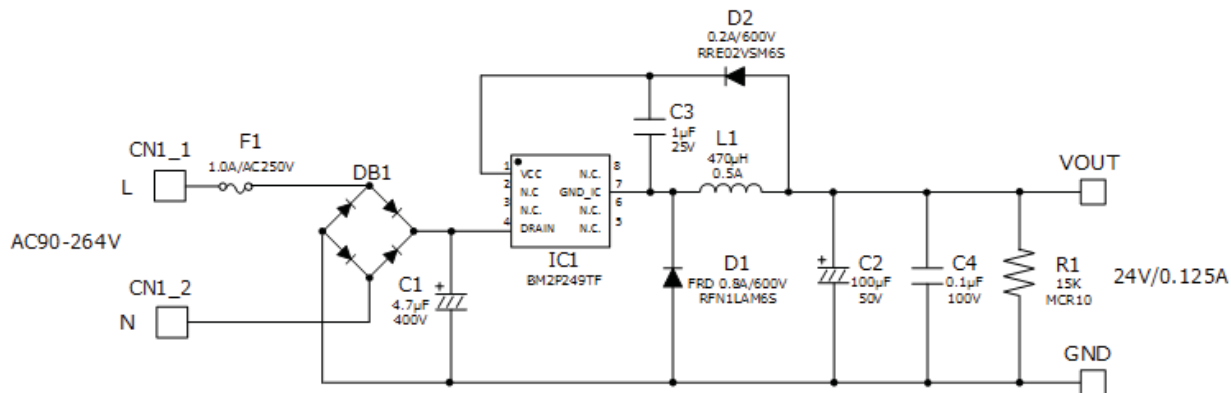 D2
0.2A/600V
RRE02VSM6S
C3
1µF
25V
L1
470µH
0.5A
CN1_1
F1
1.0A/AC250V
L
DB1
1 VCC N.C. 8
2 N.C GND_IC 7
3 N.C. N.C. 6
4 DRAIN N.C. 5
IC1
BM2P249TF
VOUT
AC90-264V
CN1_2
N
C1
+
4.7µF
400V
D1
FRD 0.8A/600V
RFN1LAM6S
+
C2
100µF
50V
C4
0.1µF
100V
R1
15K
MCR10
24V/0.125A
GND